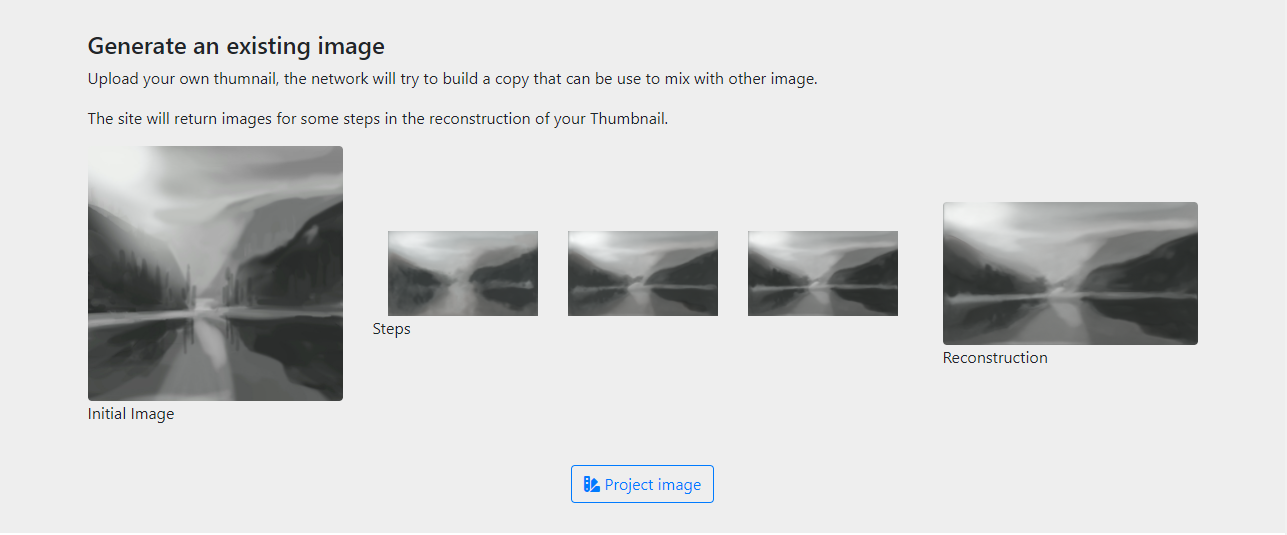 Generate an existing image
Upload your own thumnail, the network will try to build a copy that can be use to mix with other image.
The site will return images for some steps in the reconstruction of your Thumbnail.
Steps
Reconstruction
Initial Image
Project image